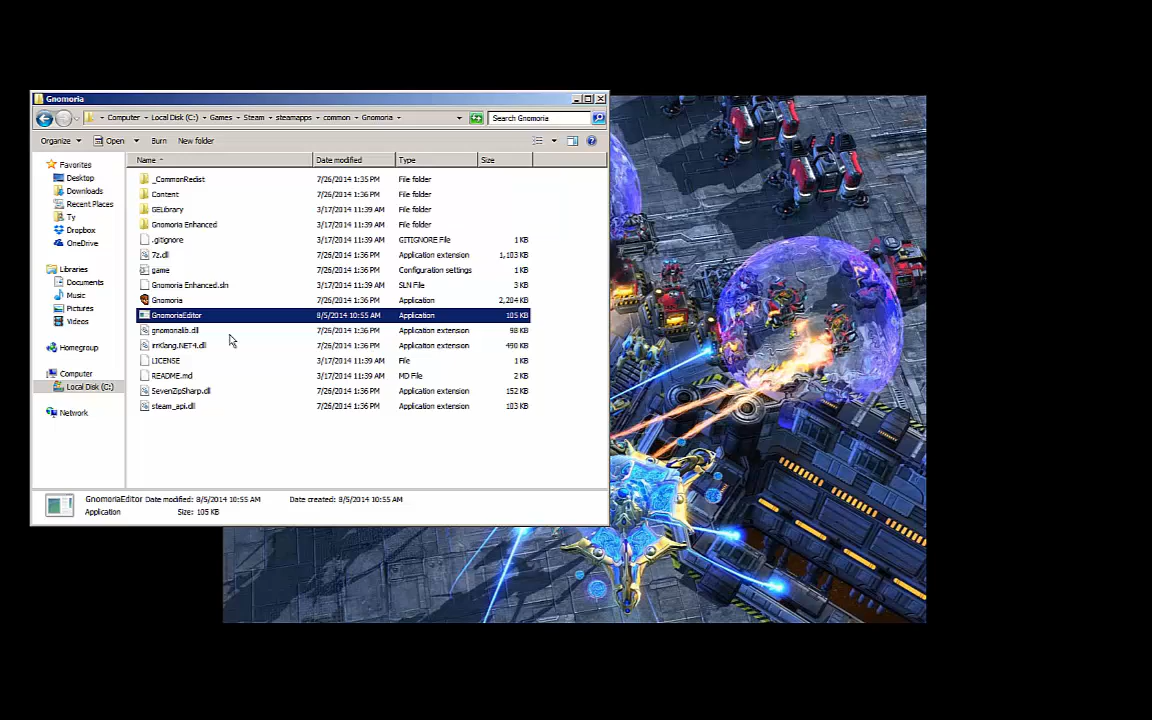 Gnomoria
Computer Local Disk (C:) Games Steam steamapps common Gnomoria Search Gnomoria
Organize Open Burn New folder
Name Date modified Type Size
Favorites
Desktop
Downloads
Recent Places
Ty
Dropbox
OneDrive
Libraries
Documents
Music
Pictures
Videos
Homegroup
Computer
Local Disk (C:)
Network
_CommonRedist 7/26/2014 1:35 PM File folder
Content 7/26/2014 1:36 PM File folder
GELibrary 3/17/2014 11:39 AM File folder
Gnomoria Enhanced 3/17/2014 11:39 AM File folder
.gitignore 3/17/2014 11:39 AM GITIGNORE File 1 KB
7z.dll 7/26/2014 1:36 PM Application extension 1,103 KB
game 7/26/2014 1:36 PM Configuration settings 1 KB
Gnomoria Enhanced.sln 3/17/2014 11:39 AM SLN File 3 KB
Gnomoria 7/26/2014 1:36 PM Application 2,284 KB
GnomoriaEditor 8/5/2014 10:55 AM Application 105 KB
gnomorialib.dll 7/26/2014 1:36 PM Application extension 98 KB
irrKlang.NET4.dll 7/26/2014 1:36 PM Application extension 490 KB
LICENSE 3/17/2014 11:39 AM File 1 KB
README.md 3/17/2014 11:39 AM MD File 2 KB
SevenZipSharp.dll 7/26/2014 1:36 PM Application extension 152 KB
steam_api.dll 7/26/2014 1:36 PM Application extension 103 KB
GnomoriaEditor Date modified: 8/5/2014 10:55 AM Date created: 8/5/2014 10:55 AM
Application Size: 105 KB